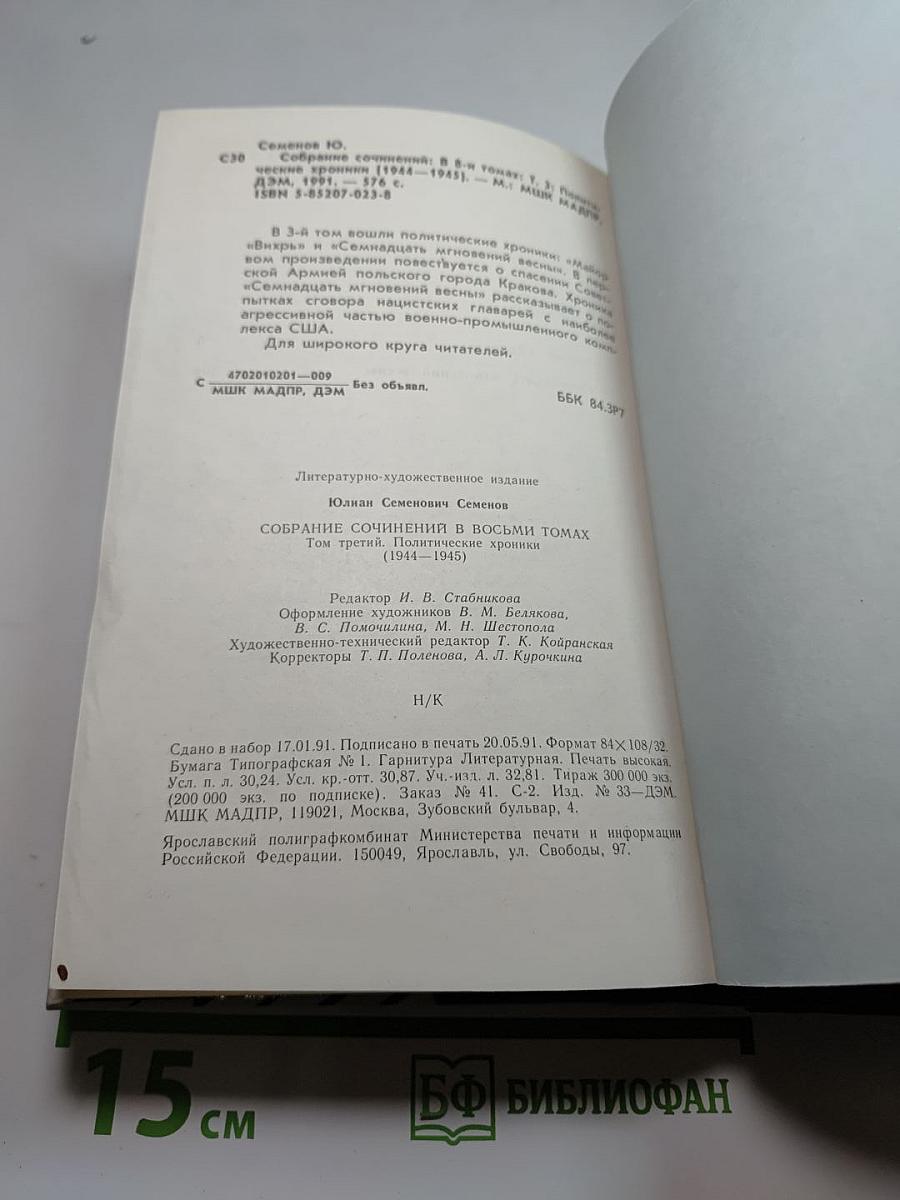 Семенов Ю.
С30 Собрание сочинений: В 8-и томах: Т. 3: Полити-
ческие хроники (1944—1945). — М.: МШК МАДПР,
ДЭМ, 1991. — 576 с.
ISBN 5-85207-023-8
В 3-й том вошли политические хроники: «Майор
«Вихрь» и «Семнадцать мгновений весны». В пер-
вом произведении повествуется о спасении Совет-
ской Армией польского города Кракова. Хроника
«Семнадцать мгновений весны» рассказывает о по-
пытках сговора нацистских главарей с наиболее
агрессивной частью военно-промышленного комп-
лекса США.
Для широкого круга читателей.
С 4702010201—009 Без объявл.
МШК МАДПР, ДЭМ
ББК 84.3Р7
Литературно-художественное издание
Юлиан Семенович Семенов
СОБРАНИЕ СОЧИНЕНИЙ В ВОСЬМИ ТОМАХ
Том третий. Политические хроники
(1944—1945)
Редактор И. В. Стабникова
Оформление художников В. М. Белякова,
В. С. Помочилина, М. Н. Шестопола
Художественно-технический редактор Т. К. Койранская
Корректоры Т. П. Поленова, А. Л. Курочкина
Н/К
Сдано в набор 17.01.91. Подписано в печать 20.05.91. Формат 84×108/32.
Бумага Типографская № 1. Гарнитура Литературная. Печать высокая.
Усл. п. л. 30,24. Усл. кр.-отт. 30,87. Уч.-изд. л. 32,81. Тираж 300 000 экз.
(200 000 экз. по подписке). Заказ № 41. С-2. Изд. № 33—ДЭМ.
МШК МАДПР, 119021, Москва, Зубовский бульвар, 4.
Ярославский полиграфкомбинат Министерства печати и информации
Российской Федерации. 150049, Ярославль, ул. Свободы, 97.
15 см
БФ БИБЛИОФАН